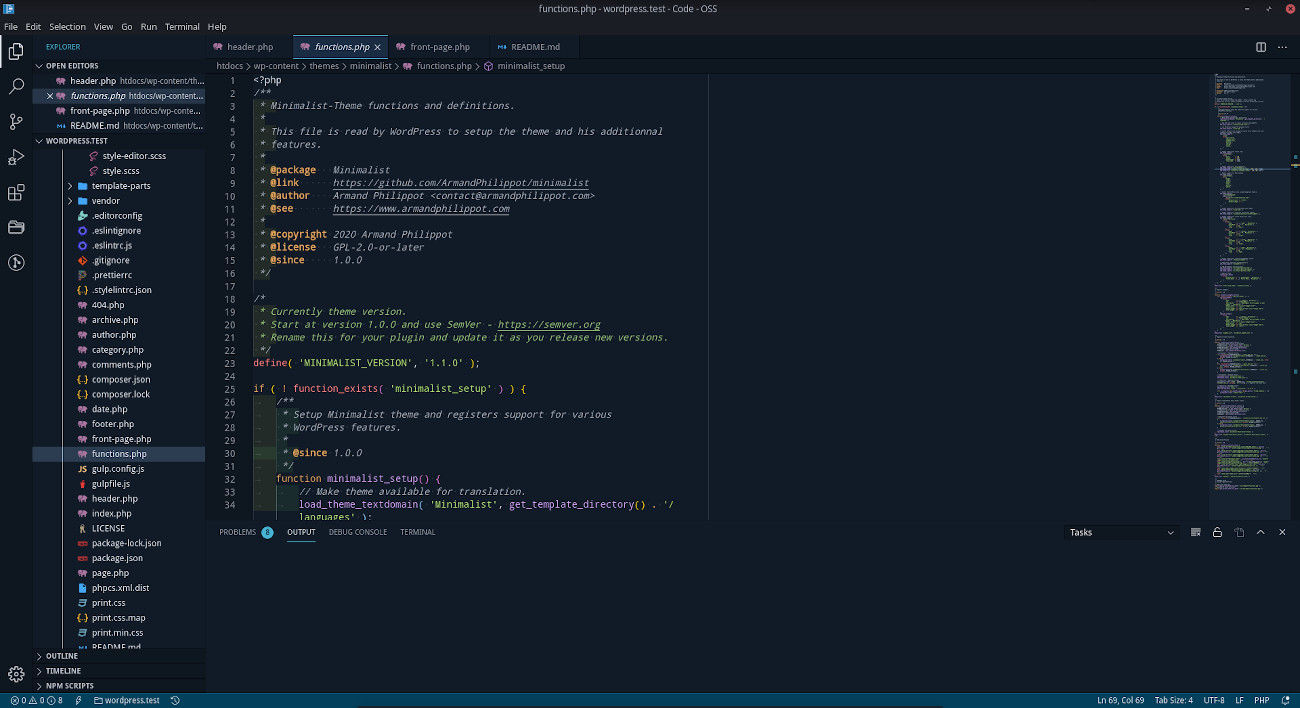 functions.php - wordpress.test - Code - OSS
File Edit Selection View Go Run Terminal Help
EXPLORER
OPEN EDITORS
header.php htdocs/wp-content/th...
functions.php htdocs/wp-content...
front-page.php htdocs/wp-conte...
README.md htdocs/wp-content/t...
WORDPRESS.TEST
style-editor.scss
style.scss
template-parts
vendor
.editorconfig
.eslintignore
.eslintrc.js
.gitignore
.prettierrc
.stylelintrc.json
404.php
archive.php
author.php
category.php
comments.php
composer.json
composer.lock
date.php
footer.php
front-page.php
functions.php
gulp.config.js
gulpfile.js
header.php
index.php
LICENSE
package-lock.json
package.json
page.php
phpcs.xml.dist
print.css
print.css.map
print.min.css
README.md
OUTLINE
TIMELINE
NPM SCRIPTS
header.php functions.php front-page.php README.md
htdocs > wp-content > themes > minimalist > functions.php > minimalist_setup
1 <?php
2 /**
3 * Minimalist-Theme functions and definitions.
4 *
5 * This file is read by WordPress to setup the theme and his additionnal
6 * features.
7 *
8 * @package Minimalist
9 * @link https://github.com/ArmandPhilippot/minimalist
10 * @author Armand Philippot <contact@armandphilippot.com>
11 * @see https://www.armandphilippot.com
12 *
13 * @copyright 2020 Armand Philippot
14 * @license GPL-2.0-or-later
15 * @since 1.0.0
16 */
17
18 /*
19 * Currently theme version.
20 * Start at version 1.0.0 and use SemVer - https://semver.org
21 * Rename this for your plugin and update it as you release new versions.
22 */
23 define( 'MINIMALIST_VERSION', '1.1.0' );
24
25 if ( ! function_exists( 'minimalist_setup' ) ) {
26 /**
27 * Setup Minimalist theme and registers support for various
28 * WordPress features.
29 *
30 * @since 1.0.0
31 */
32 function minimalist_setup() {
33 // Make theme available for translation.
34 load_theme_textdomain( 'Minimalist', get_template_directory() . '/
languages' );
PROBLEMS 8 OUTPUT DEBUG CONSOLE TERMINAL
Tasks
0 0 8 wordpress.test
Ln 69, Col 69 Tab Size: 4 UTF-8 LF PHP